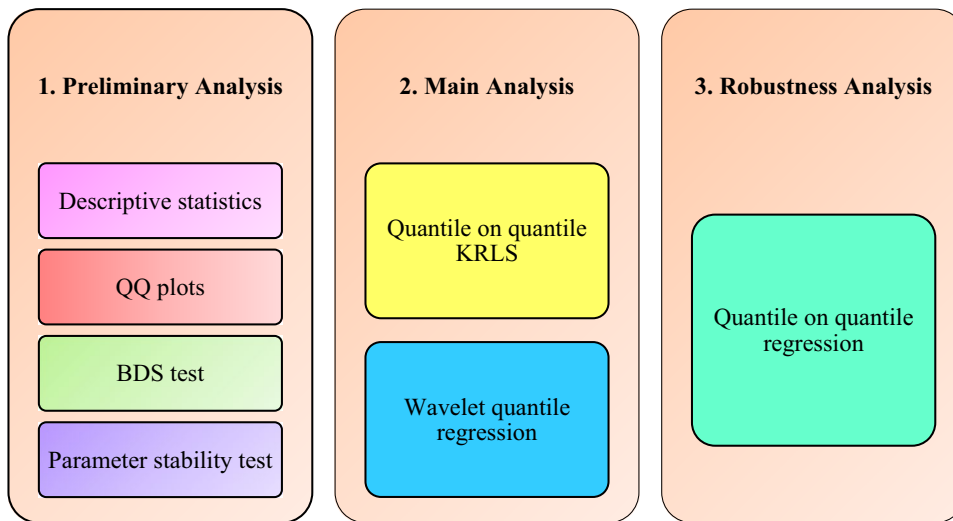 1. Preliminary Analysis
Descriptive statistics
QQ plots
BDS test
Parameter stability test
2. Main Analysis
Quantile on quantile
KRLS
Wavelet quantile
regression
3. Robustness Analysis
Quantile on quantile
regression